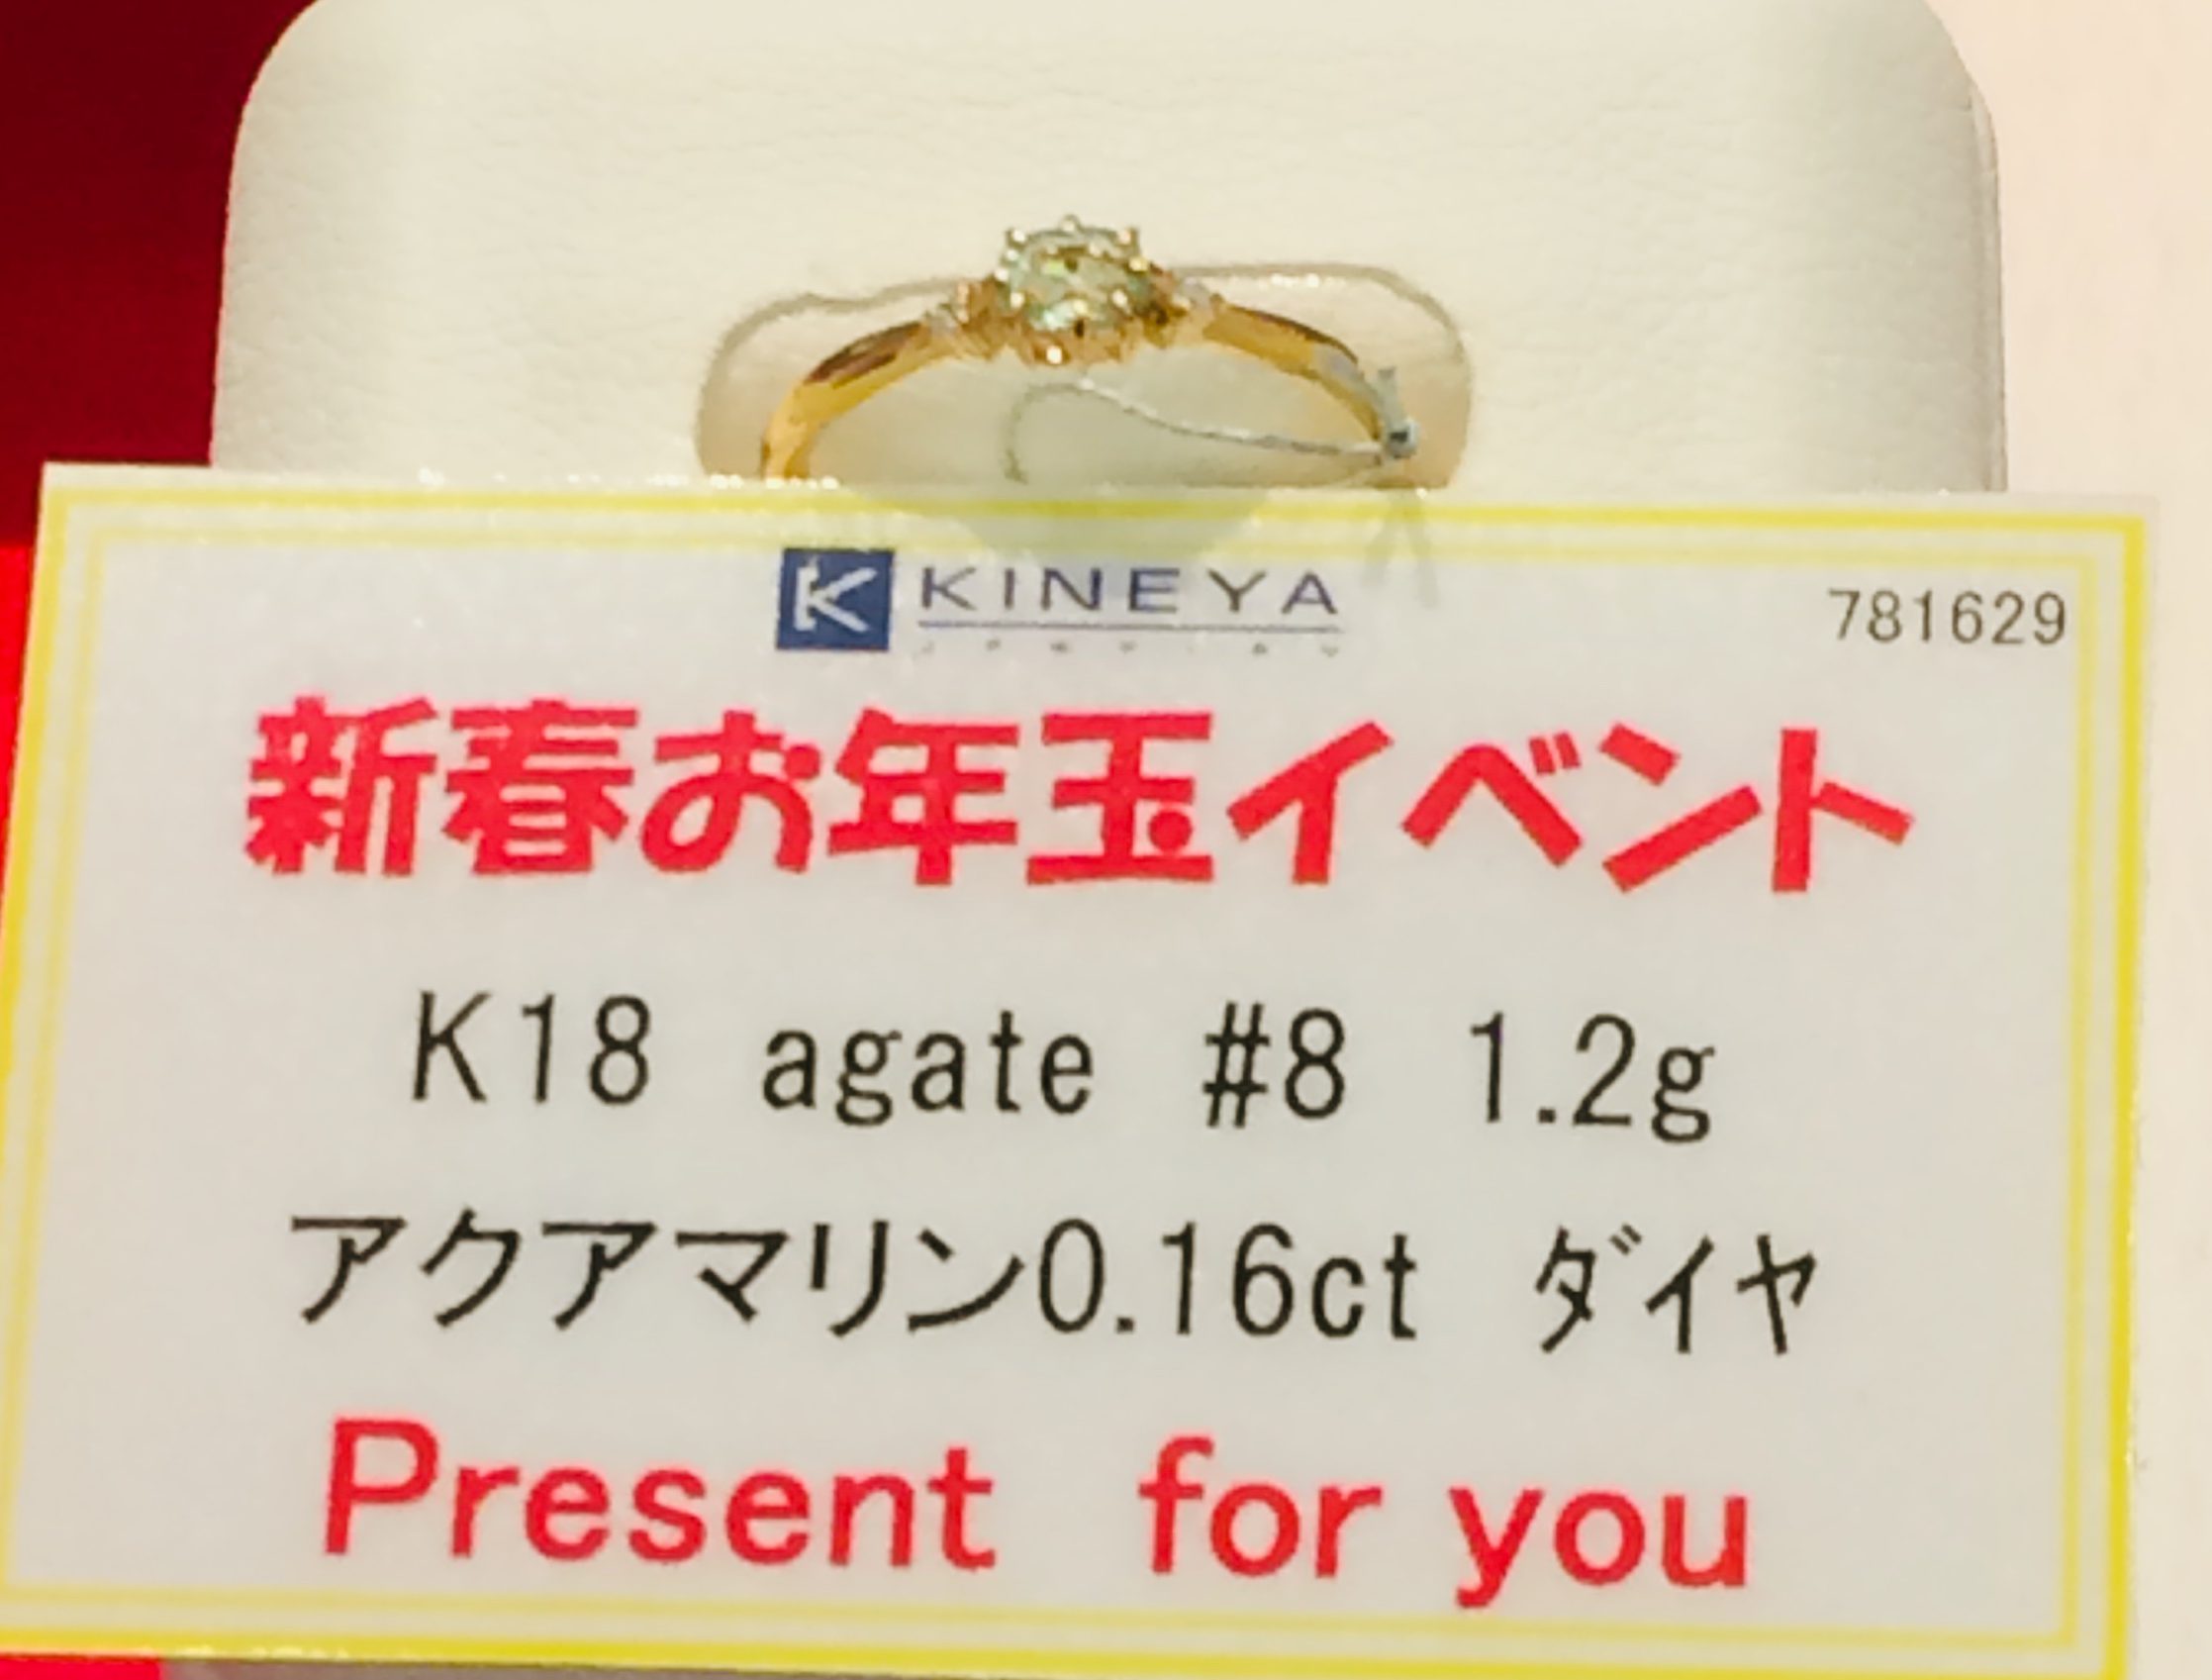 K KINEYA
781629
新春お年玉イベント
K18 agate #8 1.2g
アクアマリン0.16ct ダイヤ
Present for you